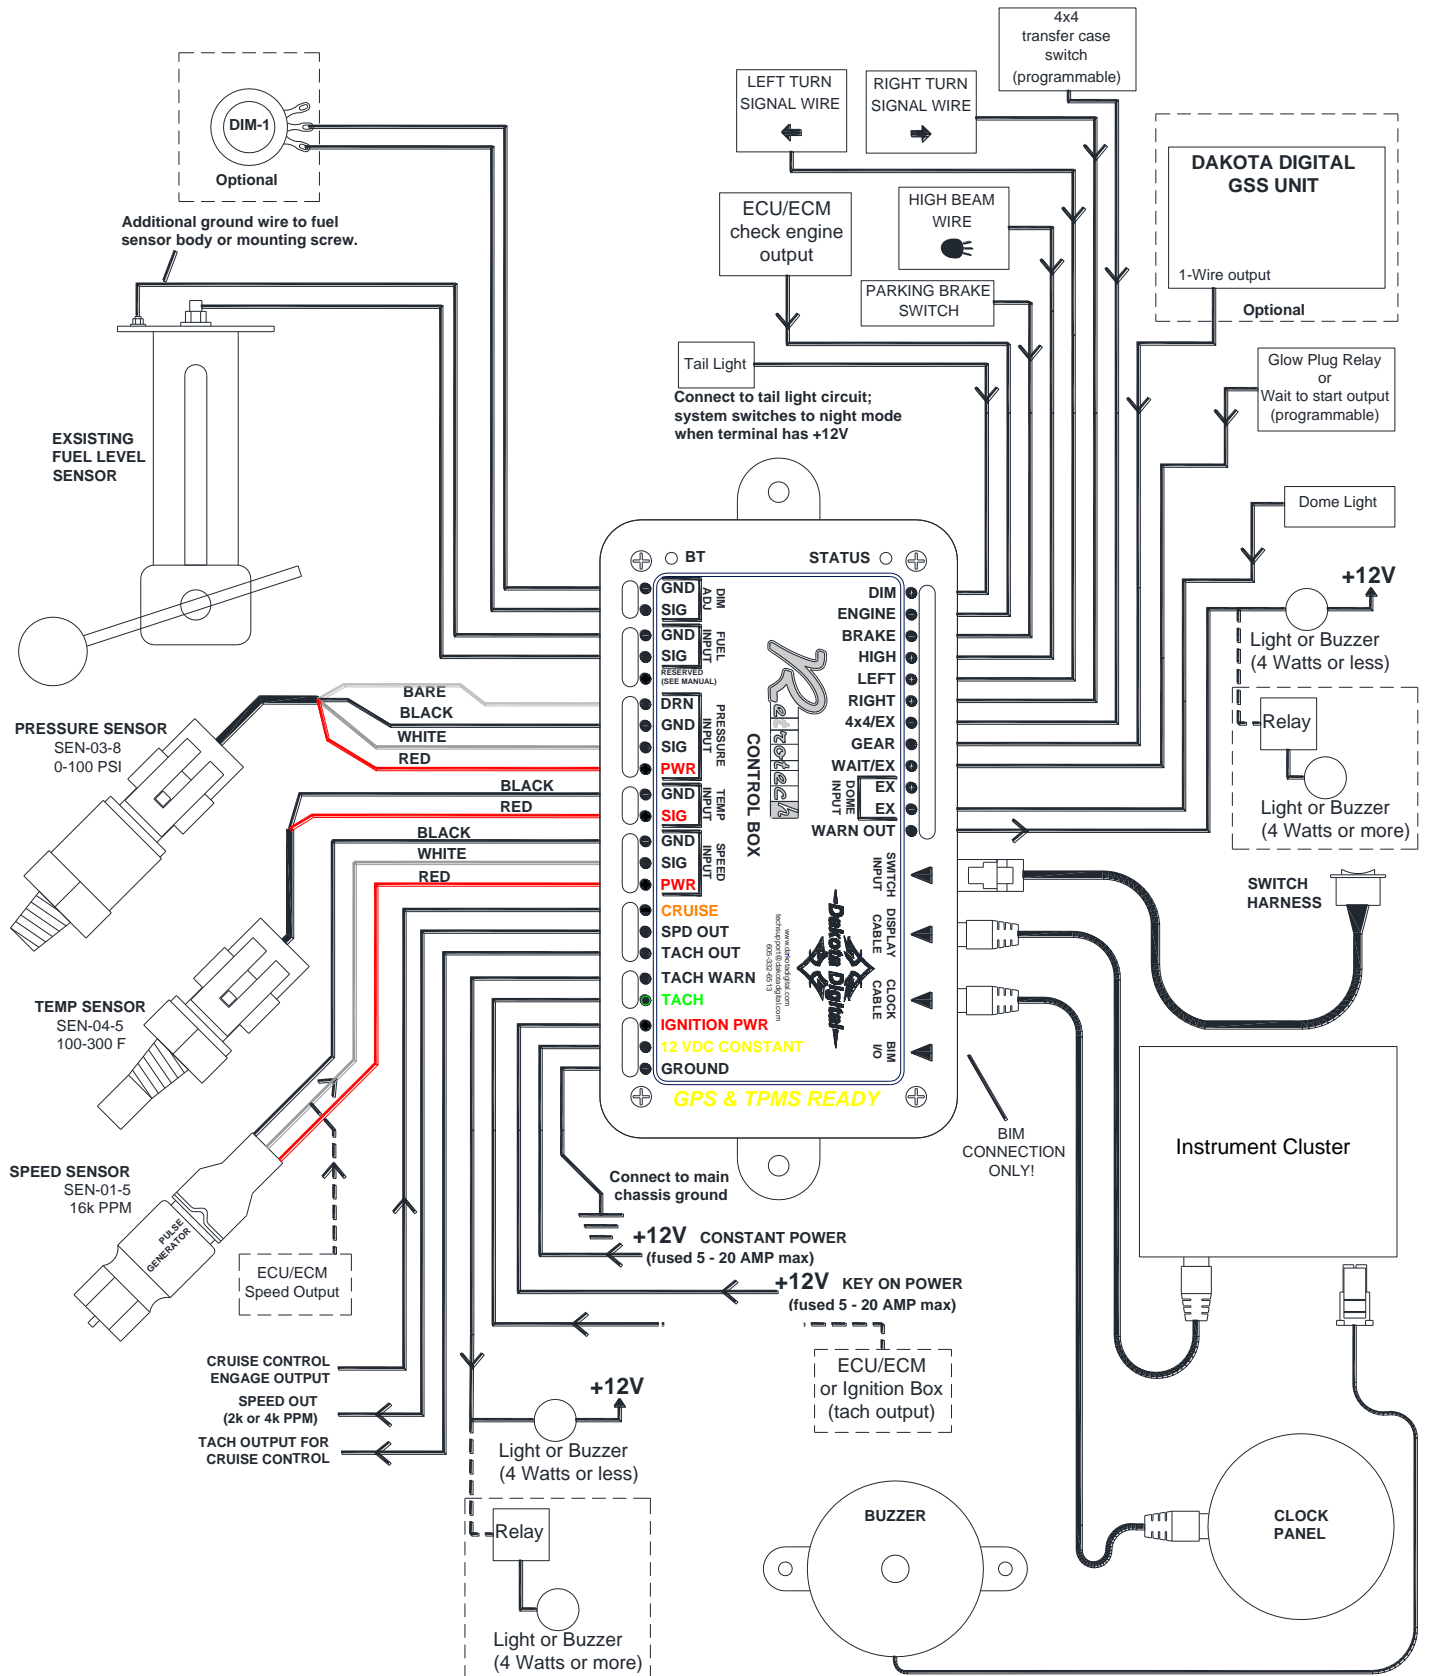 4x4
transfer case
switch
(programmable)
LEFT TURN
SIGNAL WIRE
RIGHT TURN
SIGNAL WIRE
DIM-1
Optional
DAKOTA DIGITAL
GSS UNIT
1-Wire output
Optional
Additional ground wire to fuel
sensor body or mounting screw.
ECU/ECM
check engine
output
HIGH BEAM
WIRE
PARKING BRAKE
SWITCH
Tail Light
Connect to tail light circuit;
system switches to night mode
when terminal has +12V
Glow Plug Relay
or
Wait to start output
(programmable)
EXSISTING
FUEL LEVEL
SENSOR
Dome Light
BT
STATUS
GND
SIG
DIM
ADJ
GND
SIG
FUEL
INPUT
RESERVED
(SEE MANUAL)
DRN
GND
SIG
PWR
PRESSURE
INPUT
GND
SIG
TEMP
INPUT
GND
SIG
PWR
SPEED
INPUT
CRUISE
SPD OUT
TACH OUT
TACH WARN
TACH
IGNITION PWR
12 VDC CONSTANT
GROUND
GPS & TPMS READY
Retrotech
CONTROL BOX
Dakota Digital
www.dakotadigital.com
techsupport@dakotadigital.com
605-332-6513
DIM
ENGINE
BRAKE
HIGH
LEFT
RIGHT
4x4/EX
GEAR
WAIT/EX
EX
EX
DOME
INPUT
WARN OUT
SWITCH
INPUT
DISPLAY
CABLE
CLOCK
CABLE
BIM
I/O
+12V
Light or Buzzer
(4 Watts or less)
Relay
Light or Buzzer
(4 Watts or more)
SWITCH
HARNESS
BARE
BLACK
WHITE
RED
PRESSURE SENSOR
SEN-03-8
0-100 PSI
BLACK
RED
BLACK
WHITE
RED
TEMP SENSOR
SEN-04-5
100-300 F
SPEED SENSOR
SEN-01-5
16k PPM
PULSE
GENERATOR
ECU/ECM
Speed Output
BIM
CONNECTION
ONLY!
Instrument Cluster
Connect to main
chassis ground
+12V CONSTANT POWER
(fused 5 - 20 AMP max)
+12V KEY ON POWER
(fused 5 - 20 AMP max)
ECU/ECM
or Ignition Box
(tach output)
CRUISE CONTROL
ENGAGE OUTPUT
SPEED OUT
(2k or 4k PPM)
TACH OUTPUT FOR
CRUISE CONTROL
+12V
Light or Buzzer
(4 Watts or less)
Relay
Light or Buzzer
(4 Watts or more)
BUZZER
CLOCK
PANEL